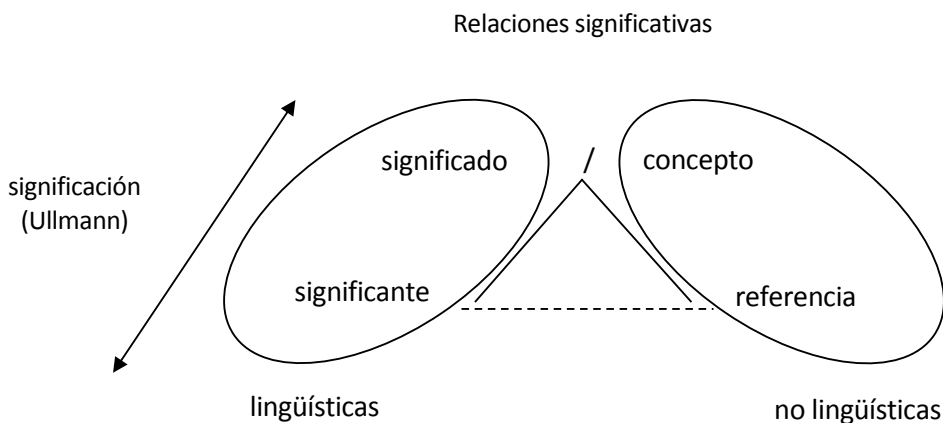 Relaciones significativas
significado / concepto
significación
(Ullmann)
significante
referencia
lingüísticas
no lingüísticas